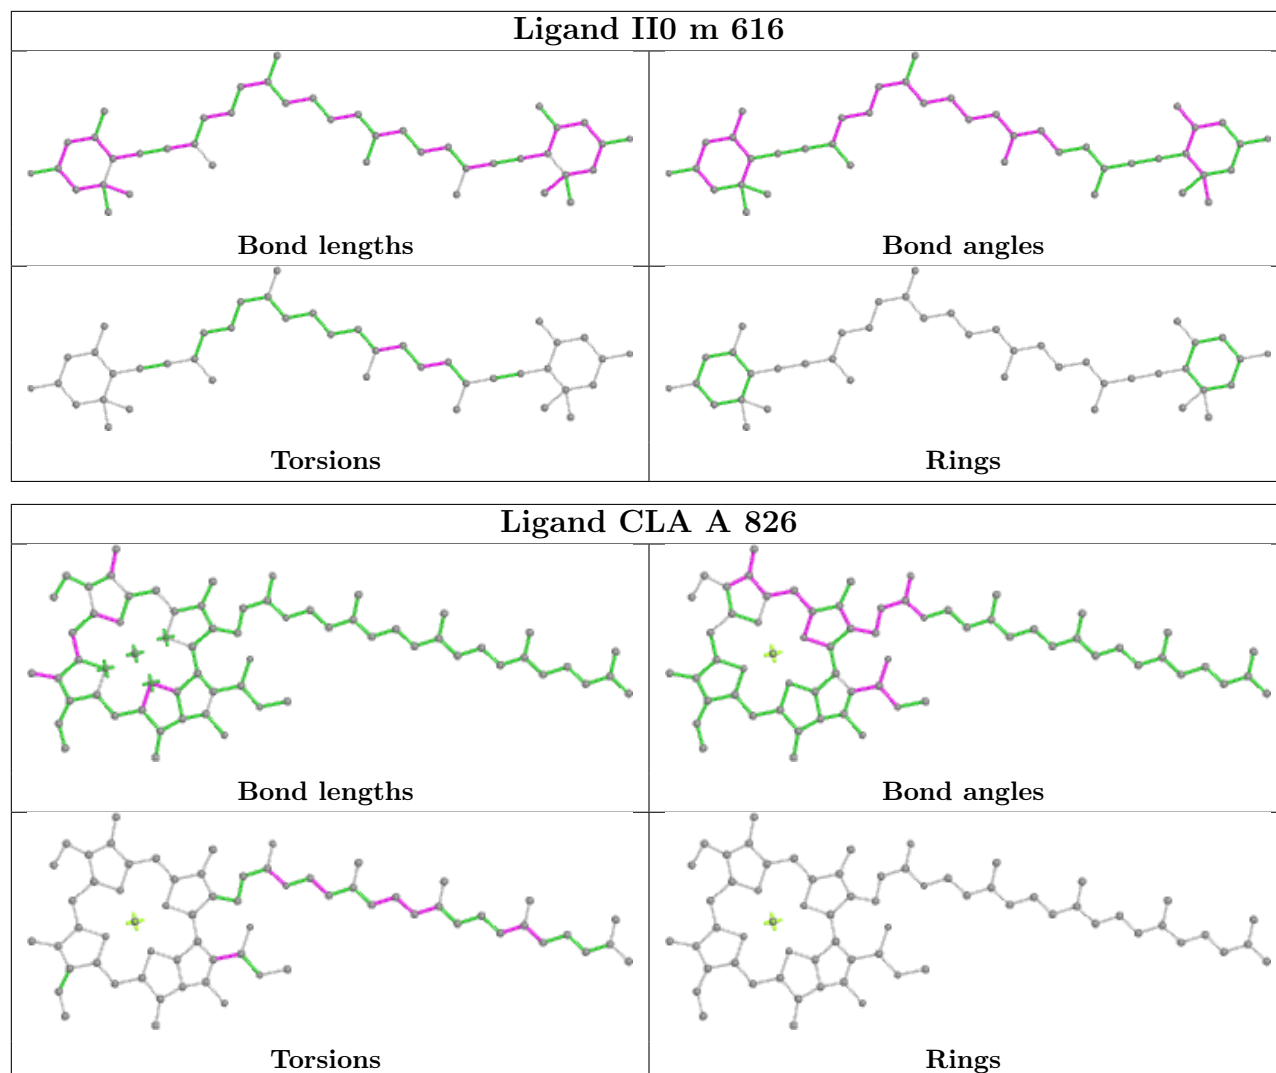 Ligand II0 m 616
Bond lengths
Bond angles
Torsions
Rings
Ligand CLA A 826
Bond lengths
Bond angles
Torsions
Rings